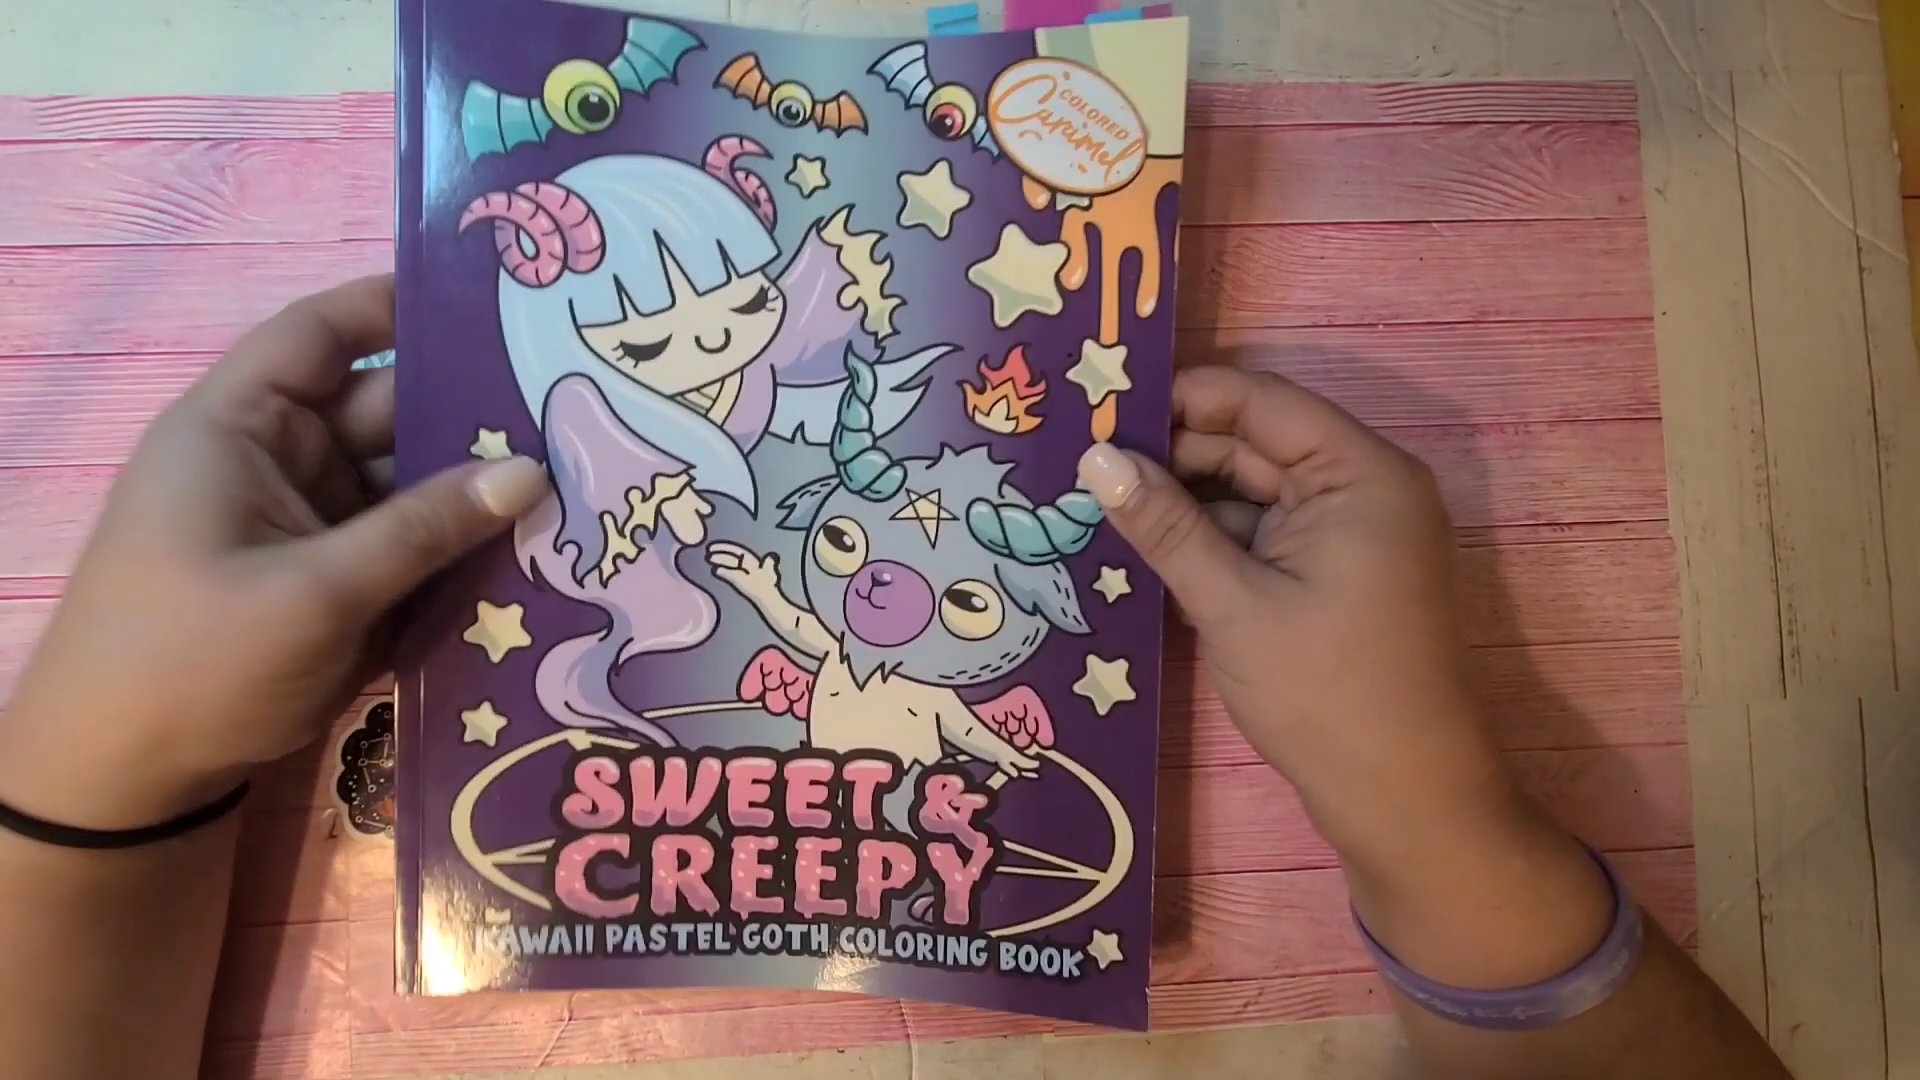 COLORED
Caramel
SWEET &
CREEPY
KAWAII PASTEL GOTH COLORING BOOK